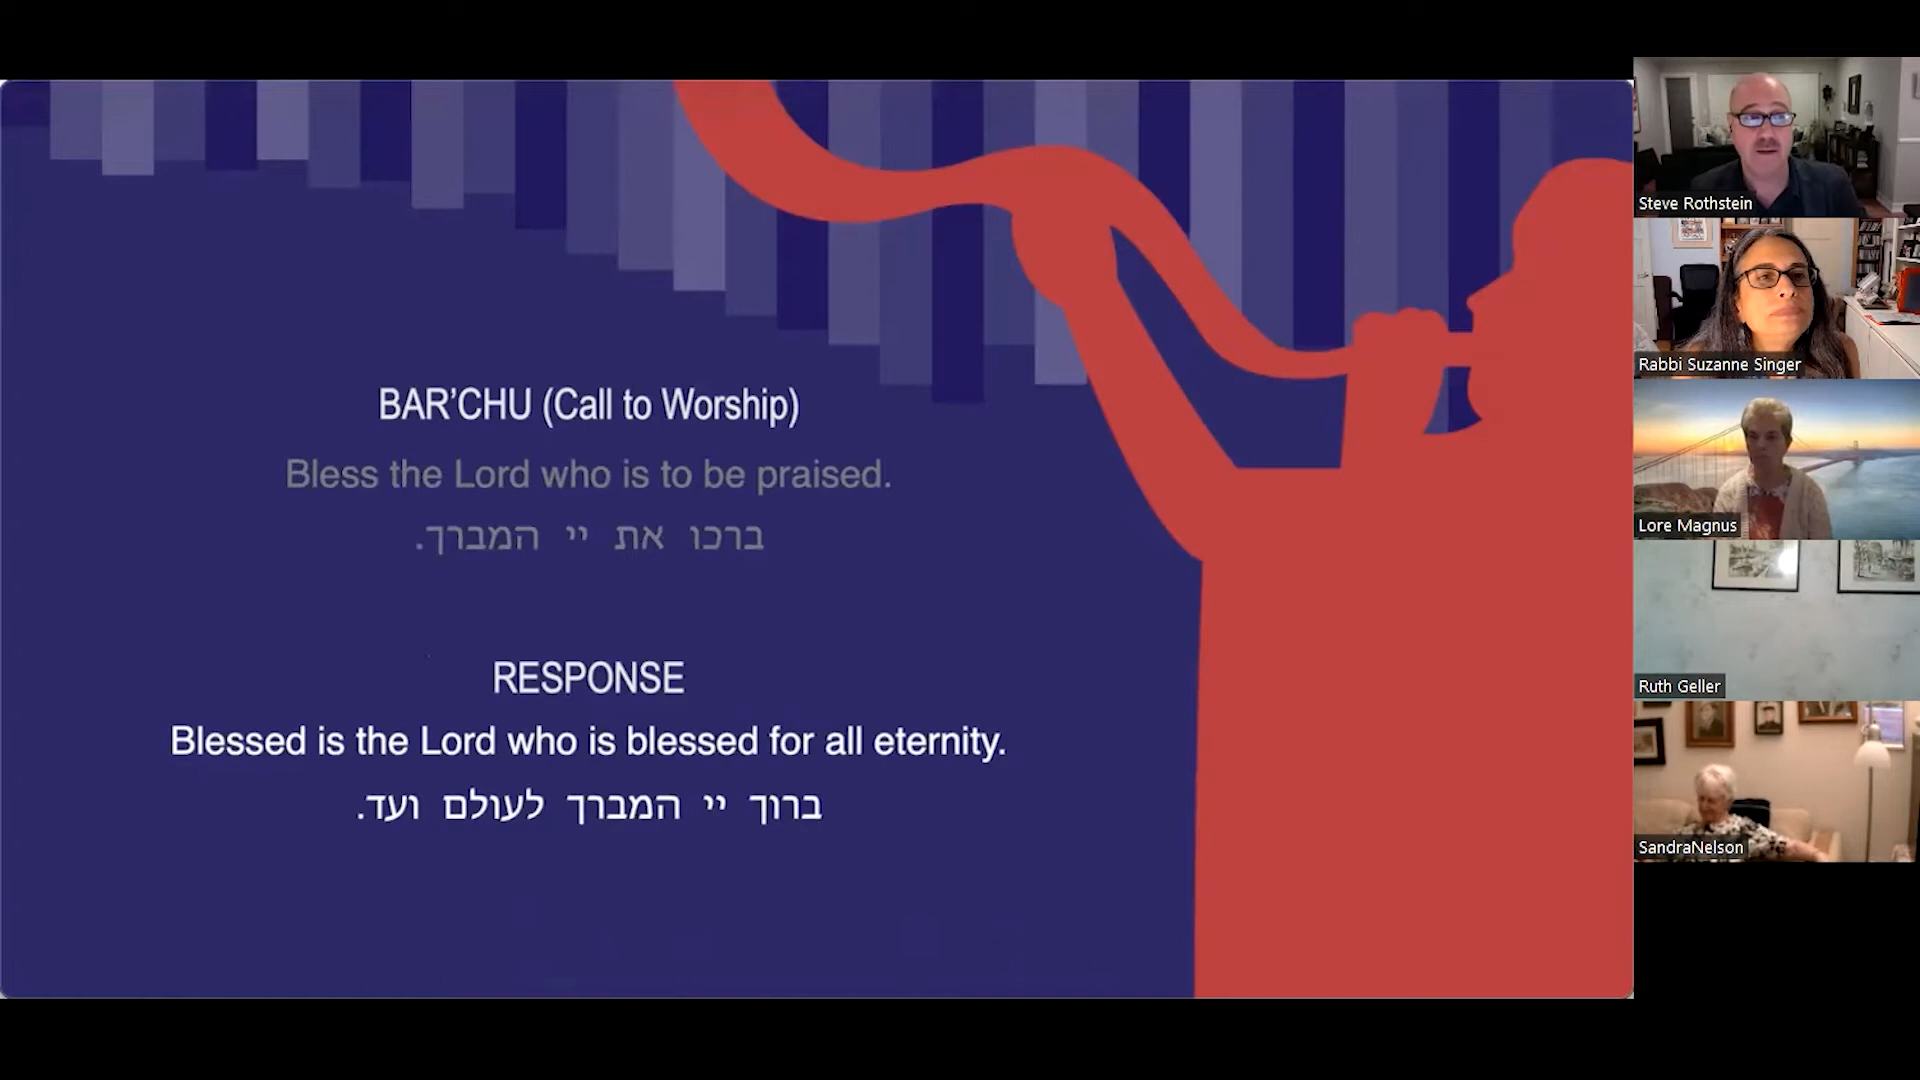 BAR’CHU (Call to Worship)
Bless the Lord who is to be praised.
ברכו את יי המברך.
RESPONSE
Blessed is the Lord who is blessed for all eternity.
ברוך יי המברך לעולם ועד.
Steve Rothstein
Rabbi Suzanne Singer
Lore Magnus
Ruth Geller
SandraNelson